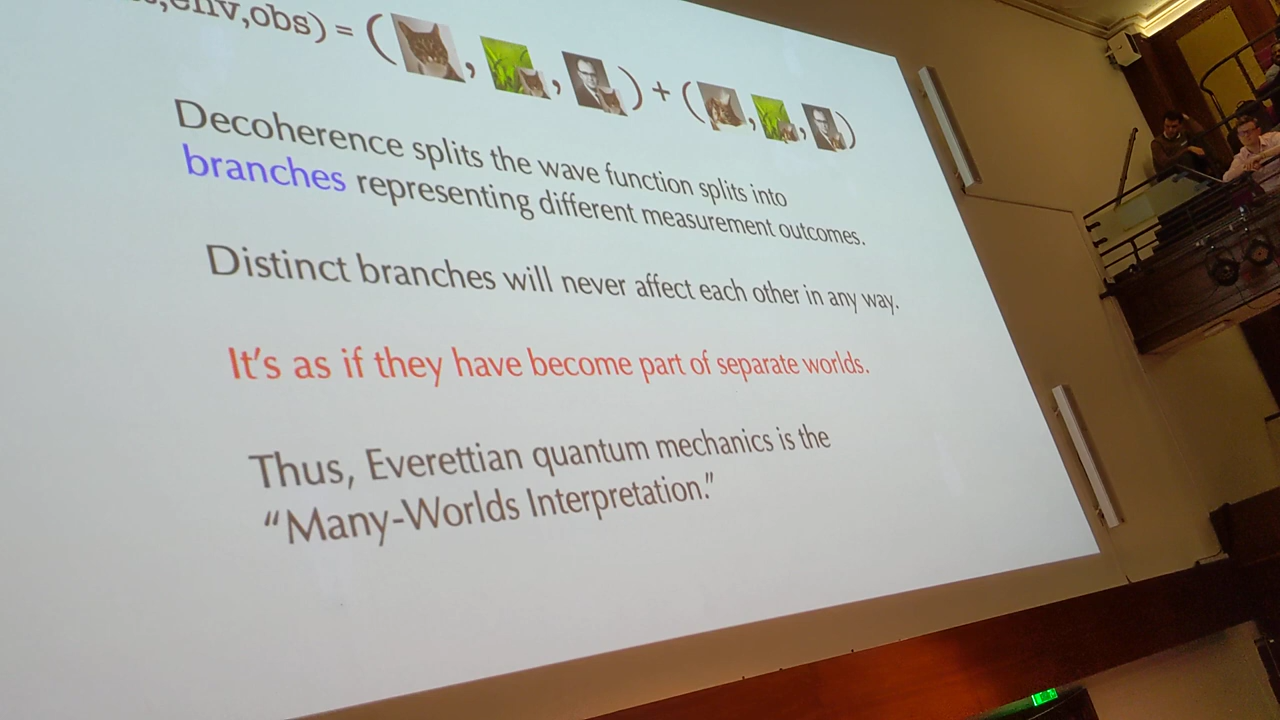 env,obs) = ( , , ) + ( , , )
Decoherence splits the wave function splits into
branches representing different measurement outcomes.
Distinct branches will never affect each other in any way.
It's as if they have become part of separate worlds.
Thus, Everettian quantum mechanics is the
“Many-Worlds Interpretation.”